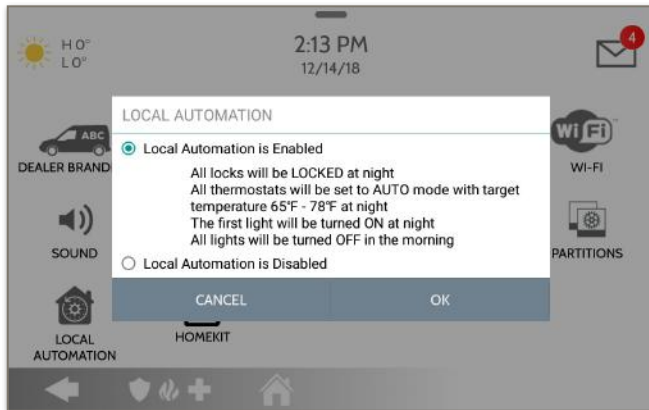 H 0°
L 0°
2:13 PM
12/14/18
4
LOCAL AUTOMATION
Local Automation is Enabled
All locks will be LOCKED at night
All thermostats will be set to AUTO mode with target
temperature 65°F - 78°F at night
The first light will be turned ON at night
All lights will be turned OFF in the morning
Local Automation is Disabled
CANCEL
OK
ABC
DEALER BRAND
Wi Fi
WI-FI
SOUND
PARTITIONS
LOCAL
AUTOMATION
HOMEKIT